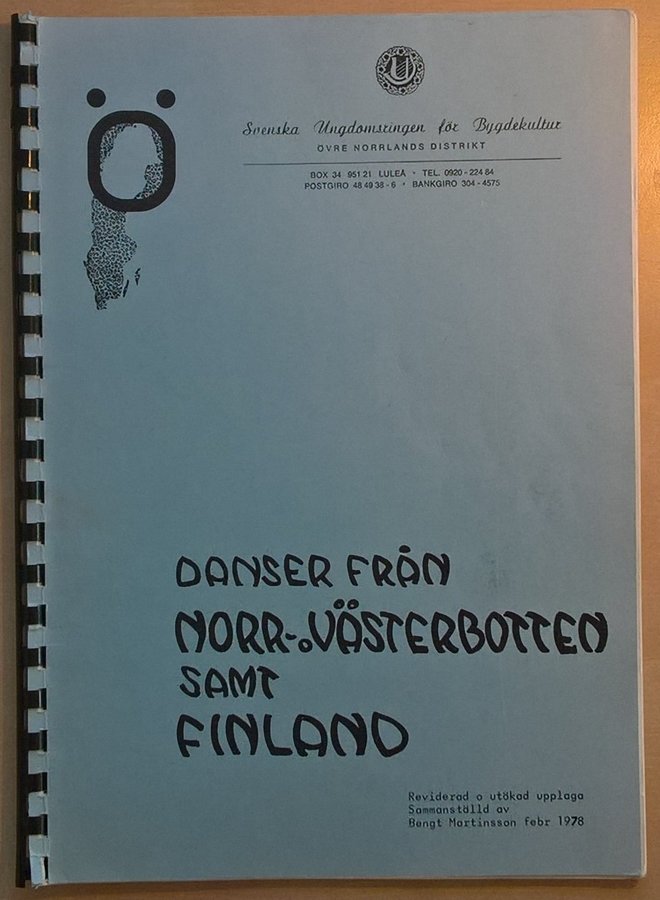 Ö
U
Svenska Ungdomsringen för Bygdekultur
ÖVRE NORRLANDS DISTRIKT
BOX 34 951 21 LULEÅ • TEL. 0920 - 224 84
POSTGIRO 48 49 38 - 6 • BANKGIRO 304 - 4575
DANSER FRÅN
NORR- o VÄSTERBOTTEN
SAMT
FINLAND
Reviderad o utökad upplaga
Sammanställd av
Bengt Martinsson febr 1978